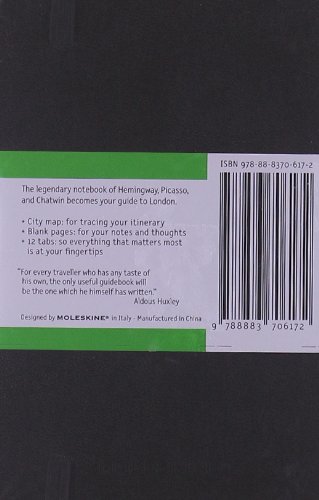 ISBN 978-88-8370-617-2
The legendary notebook of Hemingway, Picasso,
and Chatwin becomes your guide to London.
• City map: for tracing your itinerary
• Blank pages: for your notes and thoughts
• 12 tabs: so everything that matters most
is at your fingertips
"For every traveller who has any taste of
his own, the only useful guidebook will
be the one which he himself has written."
Aldous Huxley
Designed by MOLESKINE® in Italy - Manufactured in China
9 788883 706172